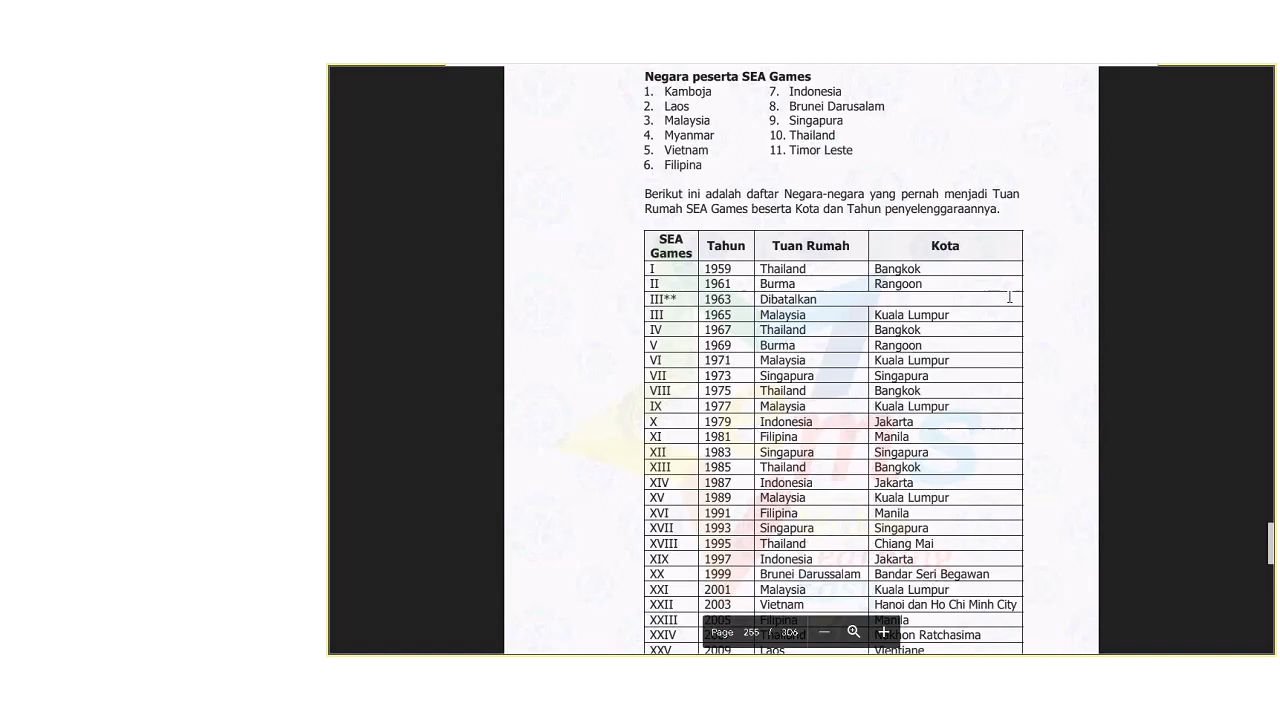 Negara peserta SEA Games
1. Kamboja 7. Indonesia
2. Laos 8. Brunei Darusalam
3. Malaysia 9. Singapura
4. Myanmar 10. Thailand
5. Vietnam 11. Timor Leste
6. Filipina
Berikut ini adalah daftar Negara-negara yang pernah menjadi Tuan
Rumah SEA Games beserta Kota dan Tahun penyelenggaraannya.
SEA Games Tahun Tuan Rumah Kota
I 1959 Thailand Bangkok
II 1961 Burma Rangoon
III** 1963 Dibatalkan
III 1965 Malaysia Kuala Lumpur
IV 1967 Thailand Bangkok
V 1969 Burma Rangoon
VI 1971 Malaysia Kuala Lumpur
VII 1973 Singapura Singapura
VIII 1975 Thailand Bangkok
IX 1977 Malaysia Kuala Lumpur
X 1979 Indonesia Jakarta
XI 1981 Filipina Manila
XII 1983 Singapura Singapura
XIII 1985 Thailand Bangkok
XIV 1987 Indonesia Jakarta
XV 1989 Malaysia Kuala Lumpur
XVI 1991 Filipina Manila
XVII 1993 Singapura Singapura
XVIII 1995 Thailand Chiang Mai
XIX 1997 Indonesia Jakarta
XX 1999 Brunei Darussalam Bandar Seri Begawan
XXI 2001 Malaysia Kuala Lumpur
XXII 2003 Vietnam Hanoi dan Ho Chi Minh City
XXIII 2005 Filipina Manila
Page 255 / 306
XXIV Thailand Nakhon Ratchasima
XXV 2009 Laos Vientiane